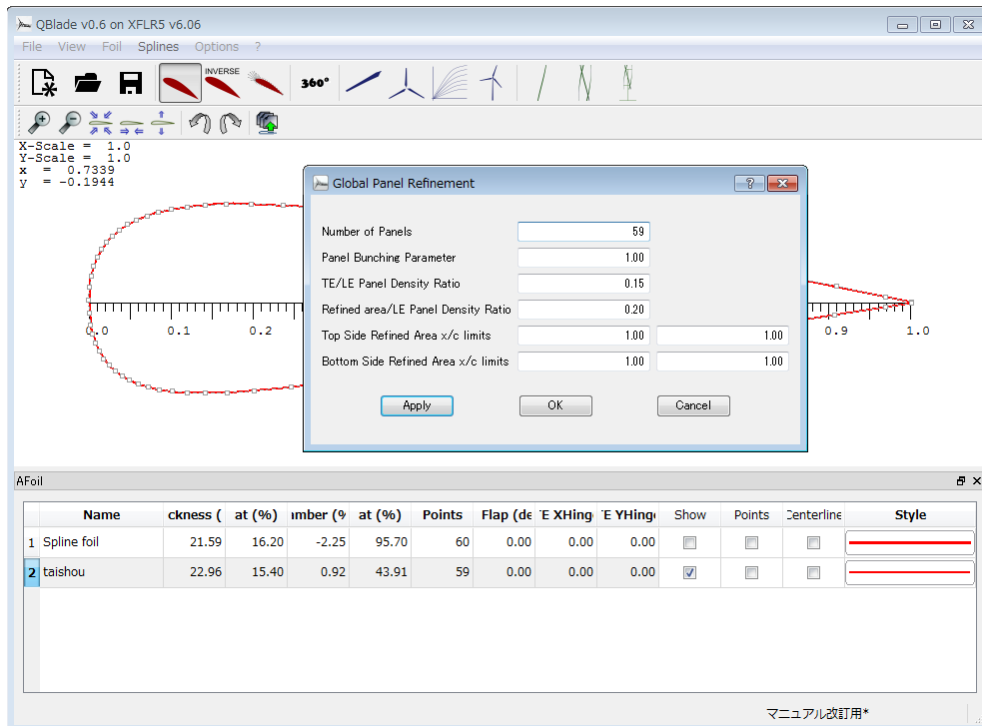 QBlade v0.6 on XFLR5 v6.06
File View Foil Splines Options ?
INVERSE
360°
X-Scale = 1.0
Y-Scale = 1.0
x = 0.7339
y = -0.1944
Global Panel Refinement
Number of Panels 59
Panel Bunching Parameter 1.00
TE/LE Panel Density Ratio 0.15
Refined area/LE Panel Density Ratio 0.20
Top Side Refined Area x/c limits 1.00 1.00
Bottom Side Refined Area x/c limits 1.00 1.00
Apply OK Cancel
0.0 0.1 0.2 0.9 1.0
AFoil
Name ckness ( at (%) ımber (% at (%) Points Flap (de 'E XHing 'E YHing Show Points Centerline Style
1 Spline foil 21.59 16.20 -2.25 95.70 60 0.00 0.00 0.00
2 taishou 22.96 15.40 0.92 43.91 59 0.00 0.00 0.00
マニュアル改訂用*